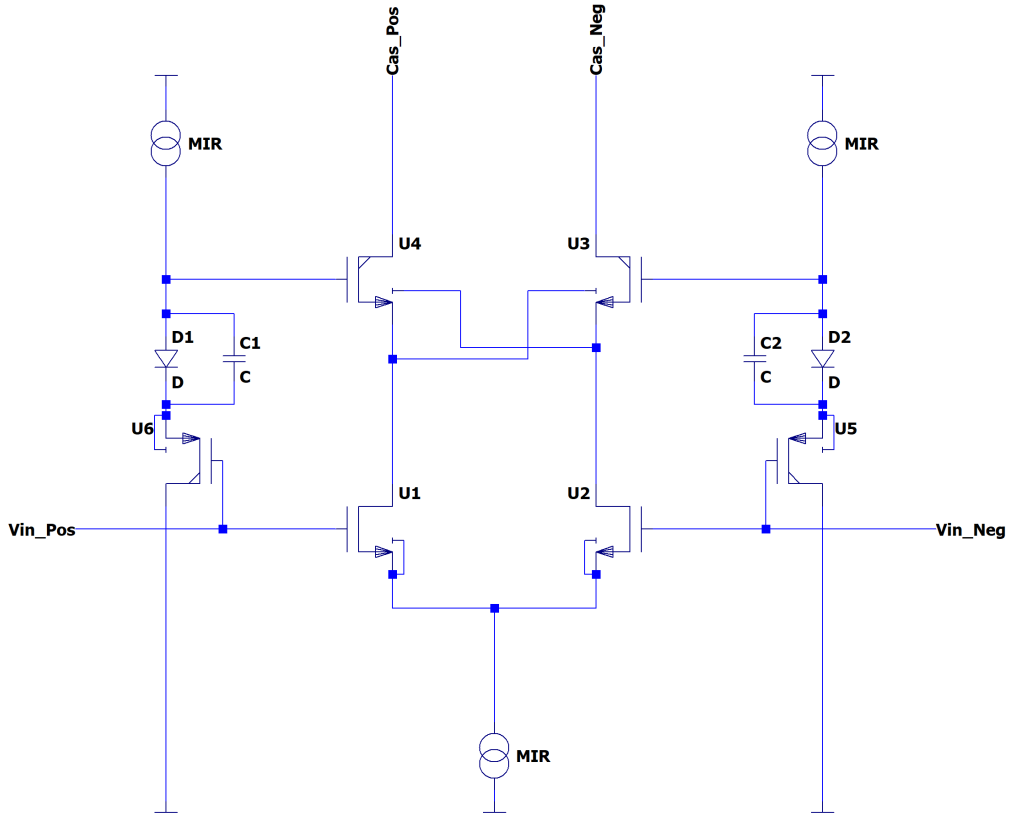 Cas_Pos
Cas_Neg
MIR
MIR
U4
U3
D1
C1
C2
D2
D
C
C
D
U6
U5
U1
U2
Vin_Pos
Vin_Neg
MIR